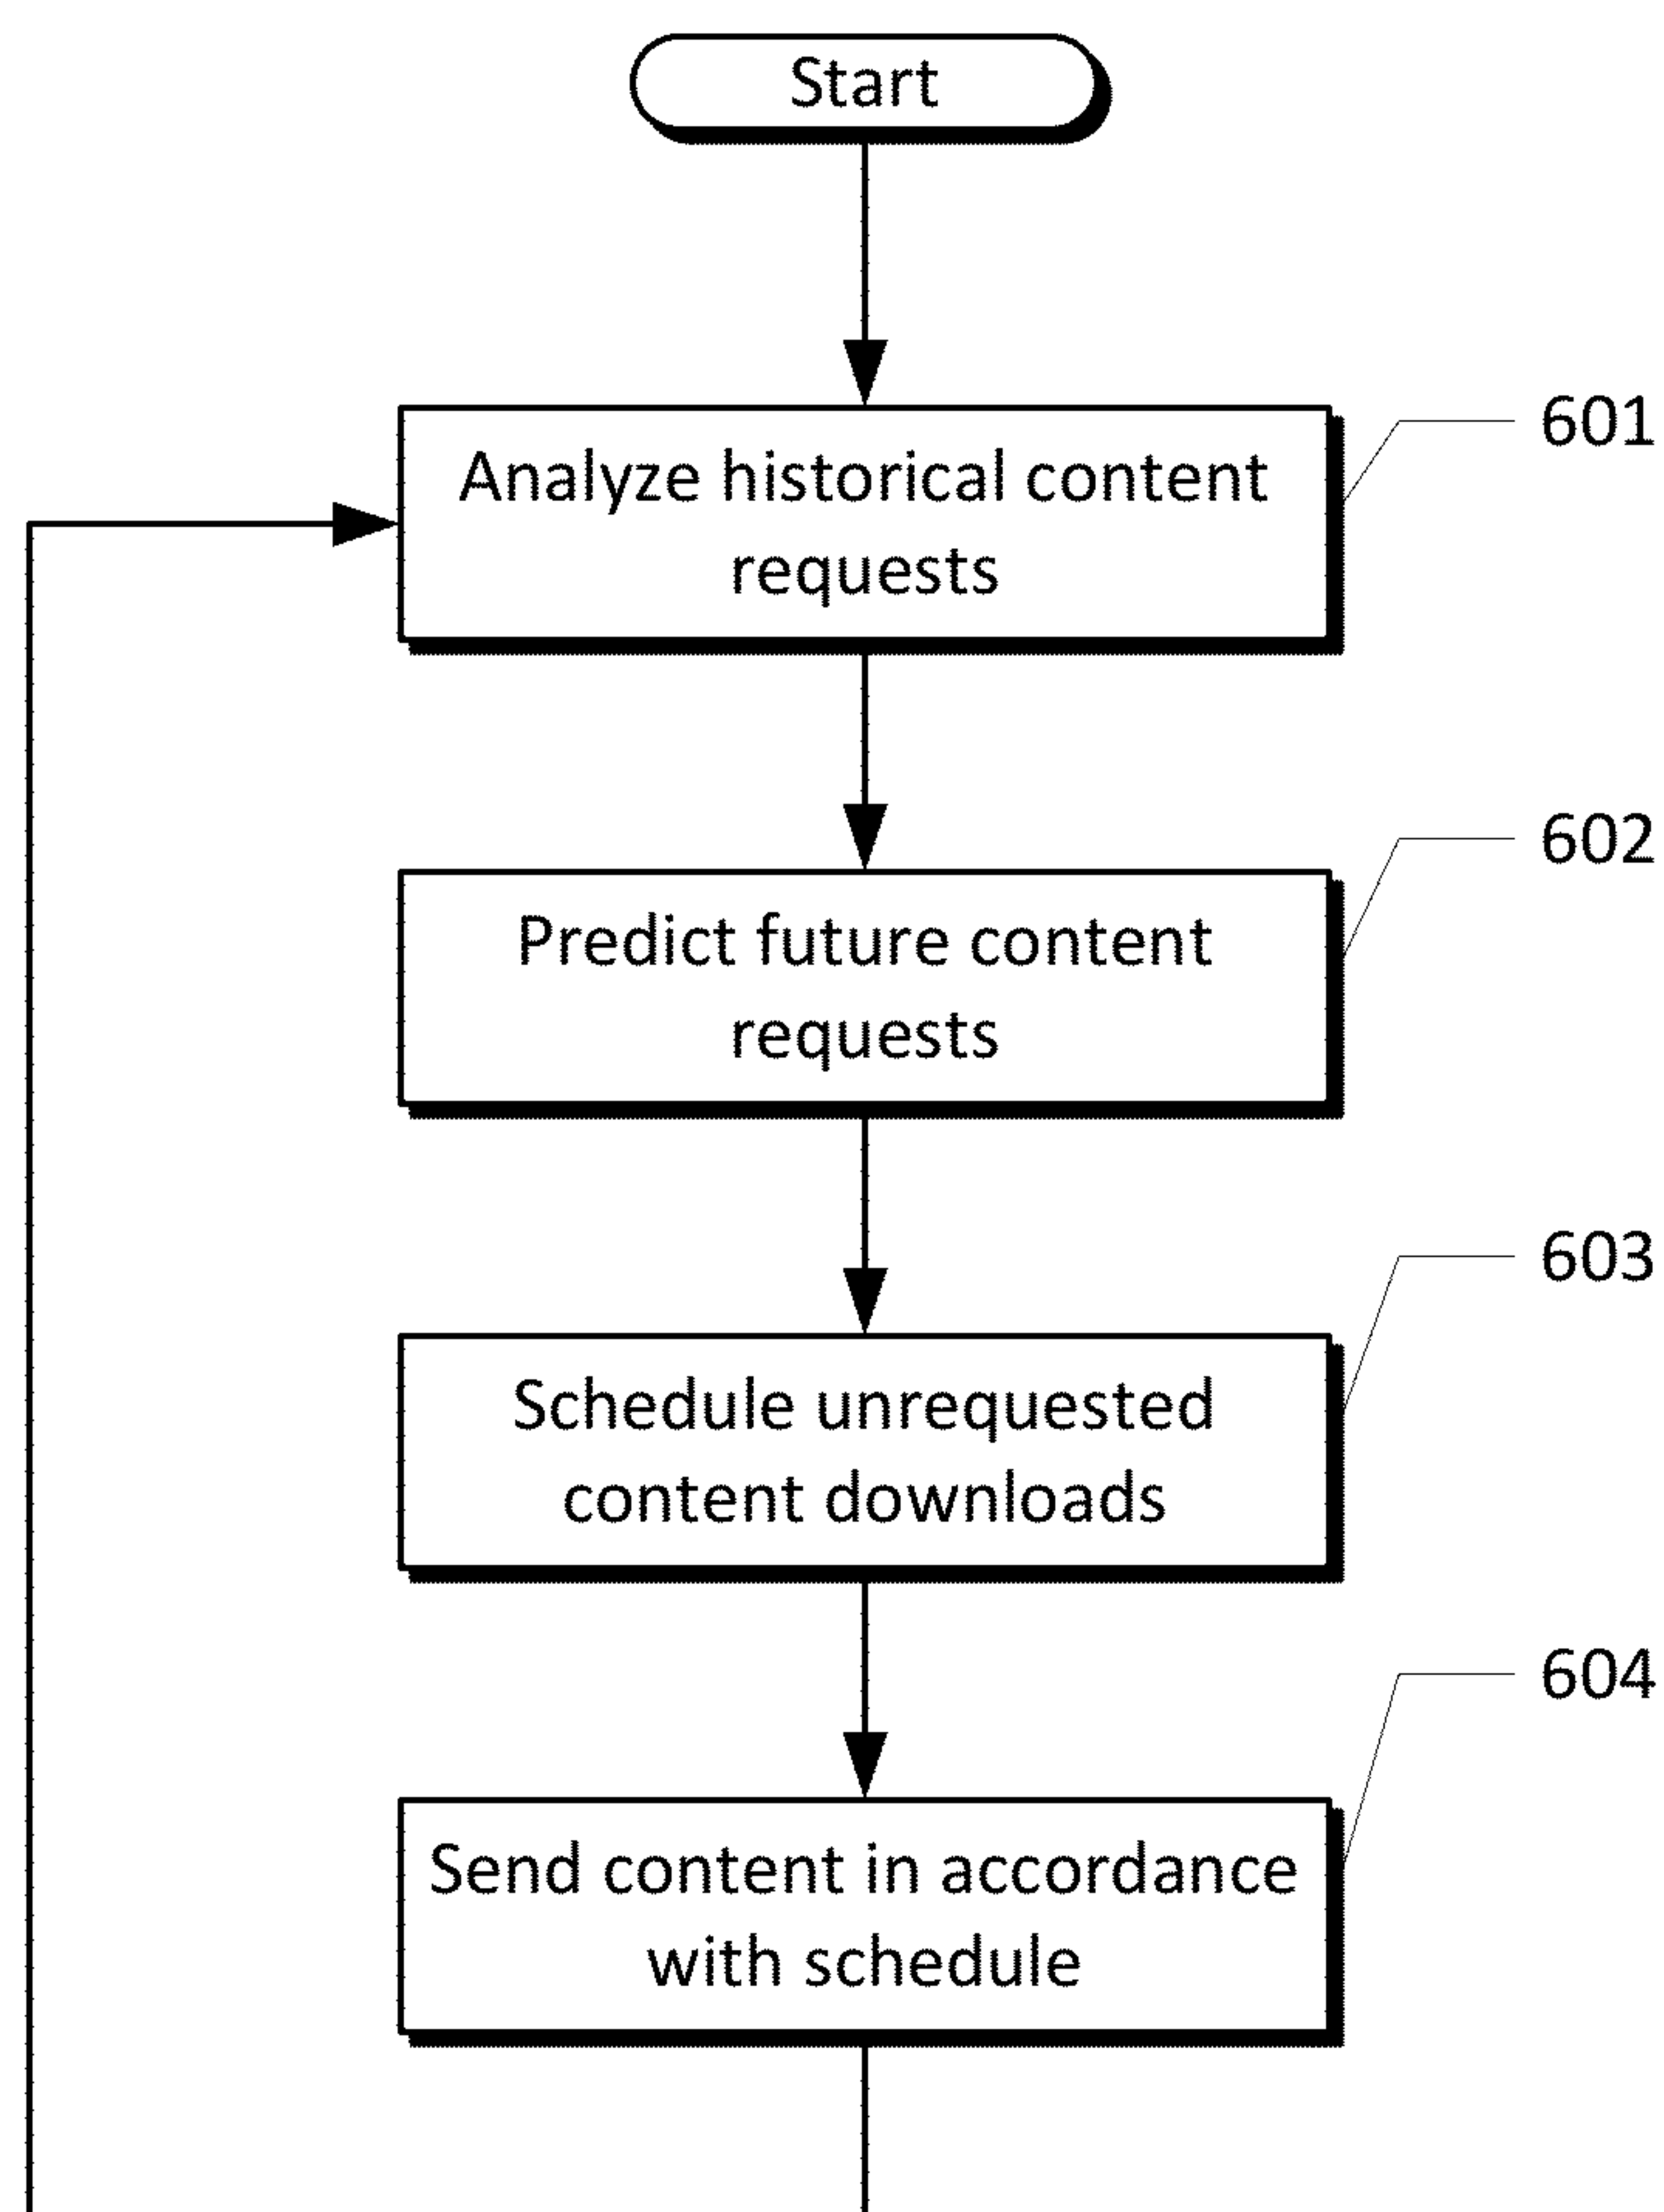 Start
601
Analyze historical content
requests
602
Predict future content
requests
603
Schedule unrequested
content downloads
604
Send content in accordance
with schedule